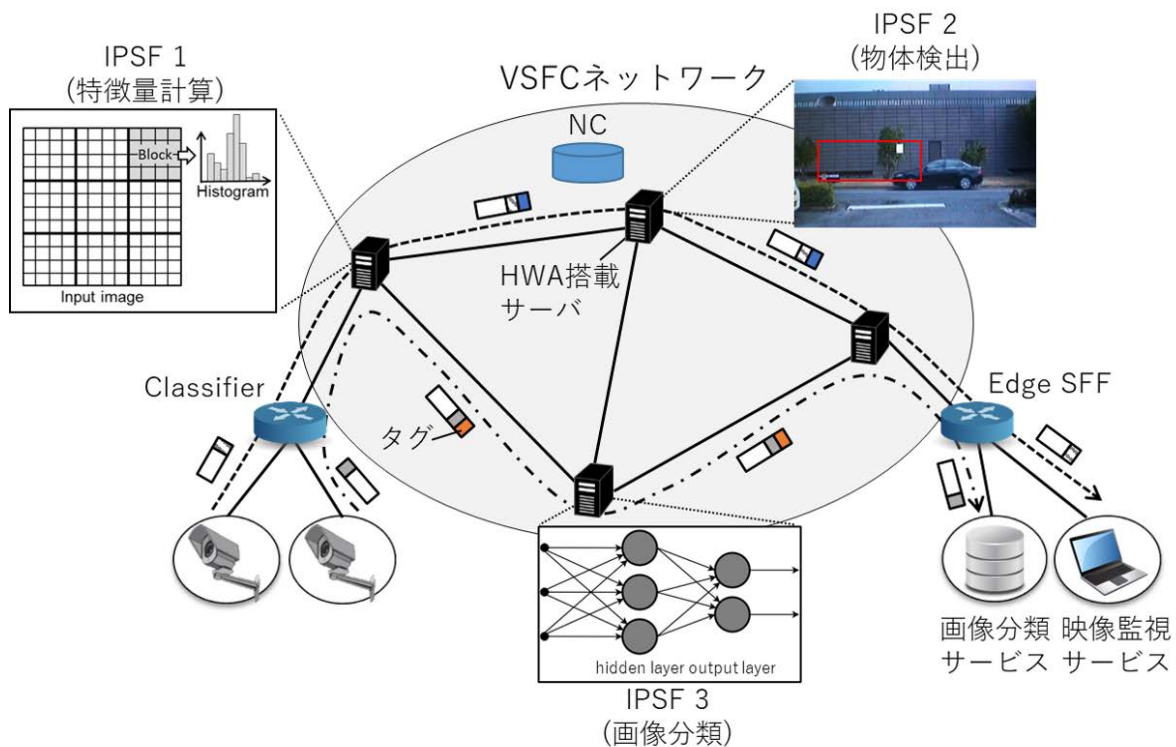 IPSF 1
(特徴量計算)
Block
Histogram
Input image
VSFCネットワーク
NC
IPSF 2
(物体検出)
HWA搭載
サーバ
Classifier
タグ
Edge SFF
hidden layer output layer
IPSF 3
(画像分類)
画像分類
サービス
映像監視
サービス